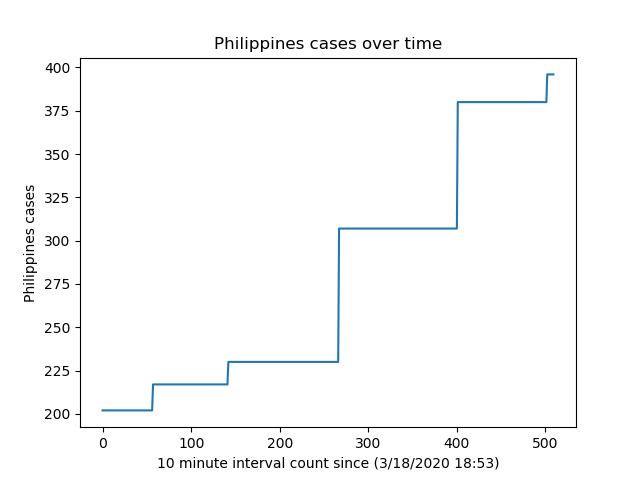 Philippines cases over time
400
375
350
325
300
275
250
225
200
Philippines cases
0 100 200 300 400 500
10 minute interval count since (3/18/2020 18:53)